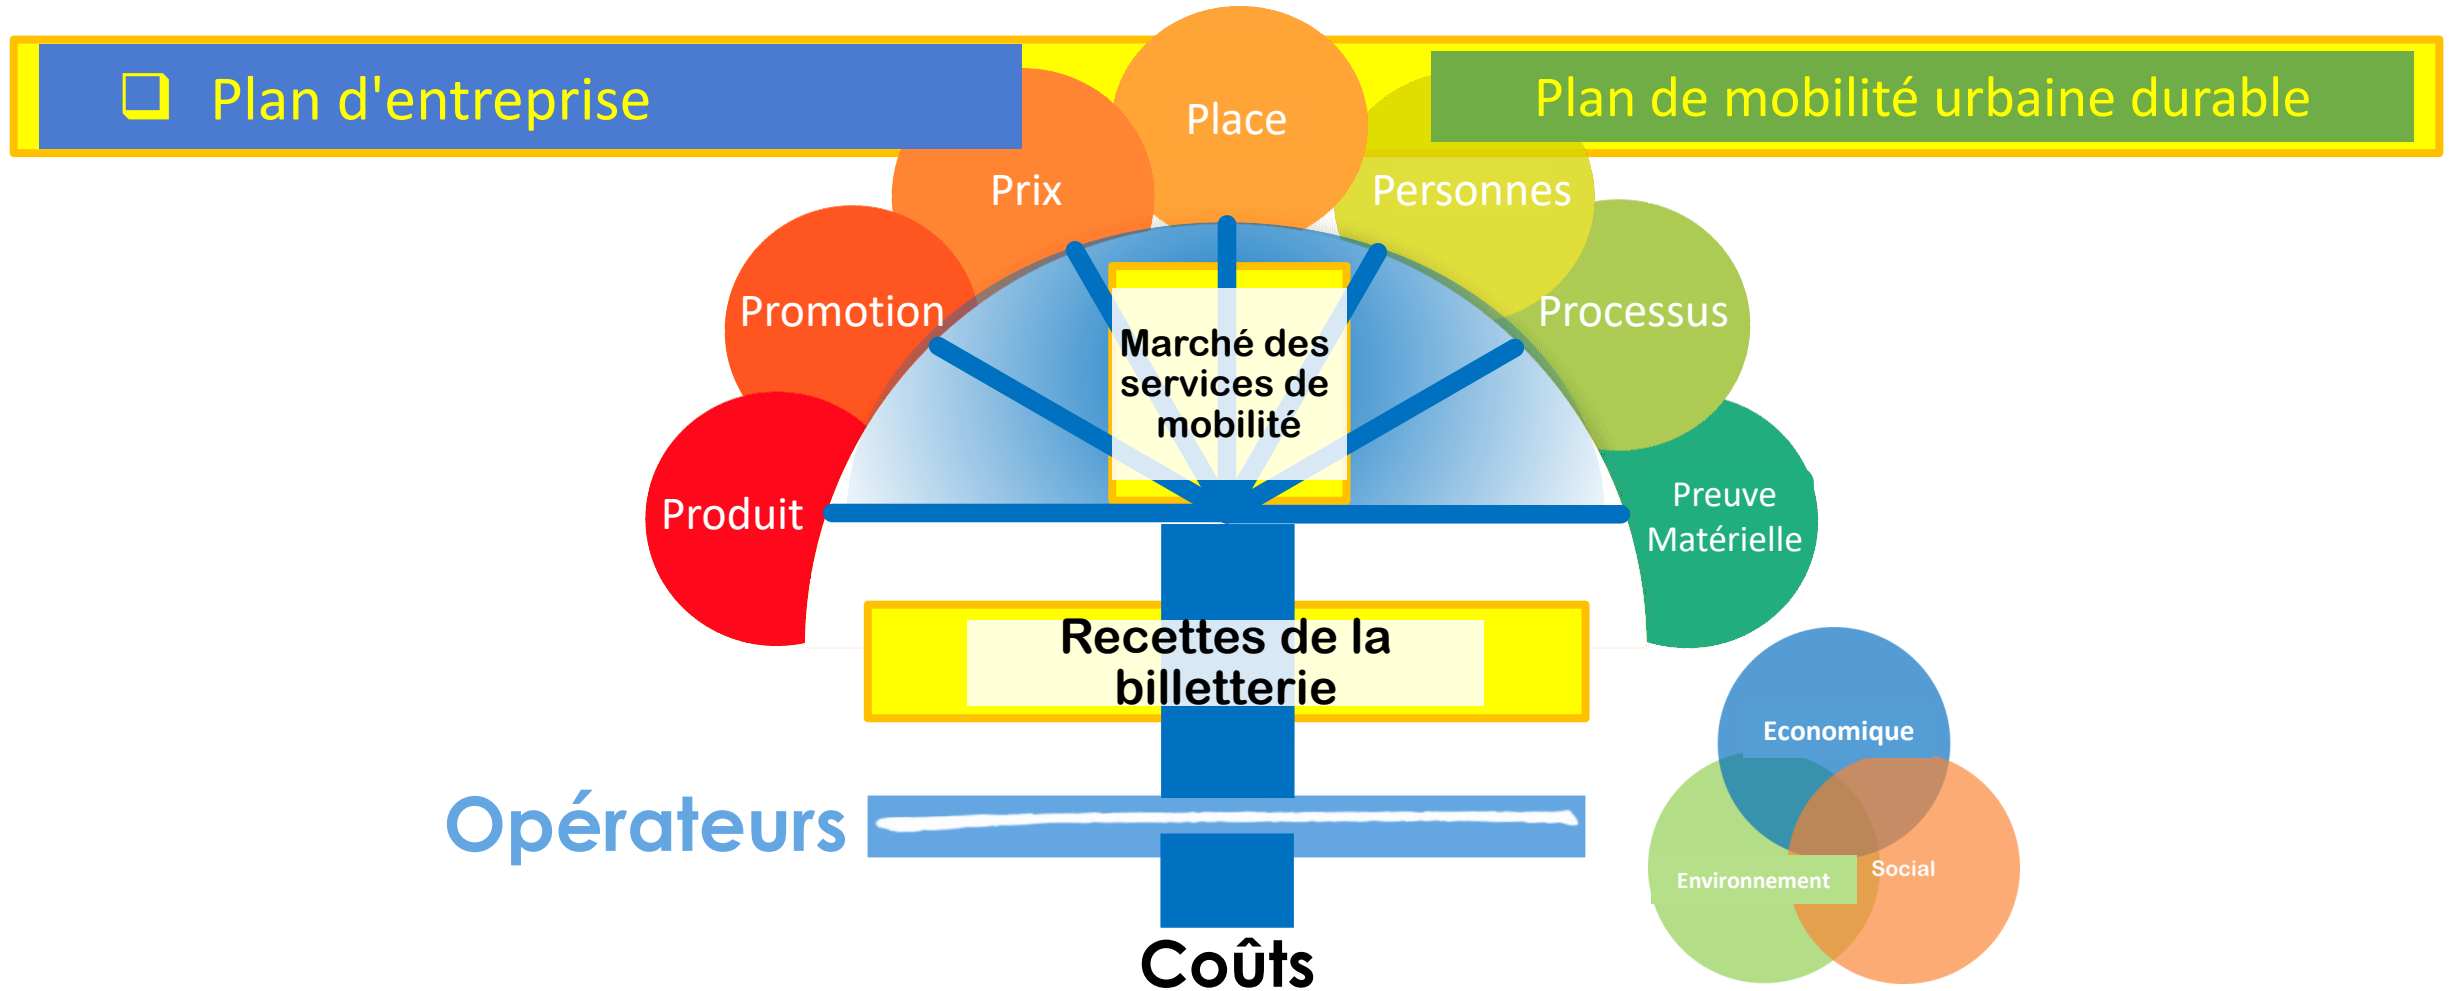 ❑ Plan d'entreprise
Plan de mobilité urbaine durable
Place
Prix
Personnes
Promotion
Processus
Marché des
services de
mobilité
Produit
Preuve
Matérielle
Recettes de la
billetterie
Economique
Opérateurs
Environnement
Social
Coûts